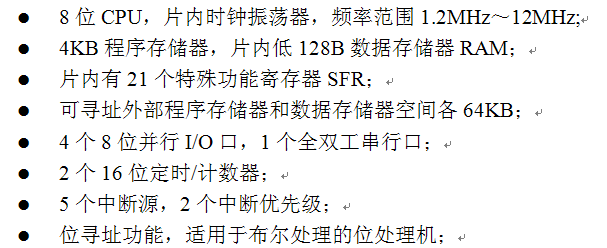 ● 8 位 CPU，片内时钟振荡器，频率范围 1.2MHz～12MHz;
● 4KB 程序存储器，片内低 128B 数据存储器 RAM；
● 片内有 21 个特殊功能寄存器 SFR；
● 可寻址外部程序存储器和数据存储器空间各 64KB；
● 4 个 8 位并行 I/O 口，1 个全双工串行口；
● 2 个 16 位定时/计数器；
● 5 个中断源，2 个中断优先级；
● 位寻址功能，适用于布尔处理的位处理机；